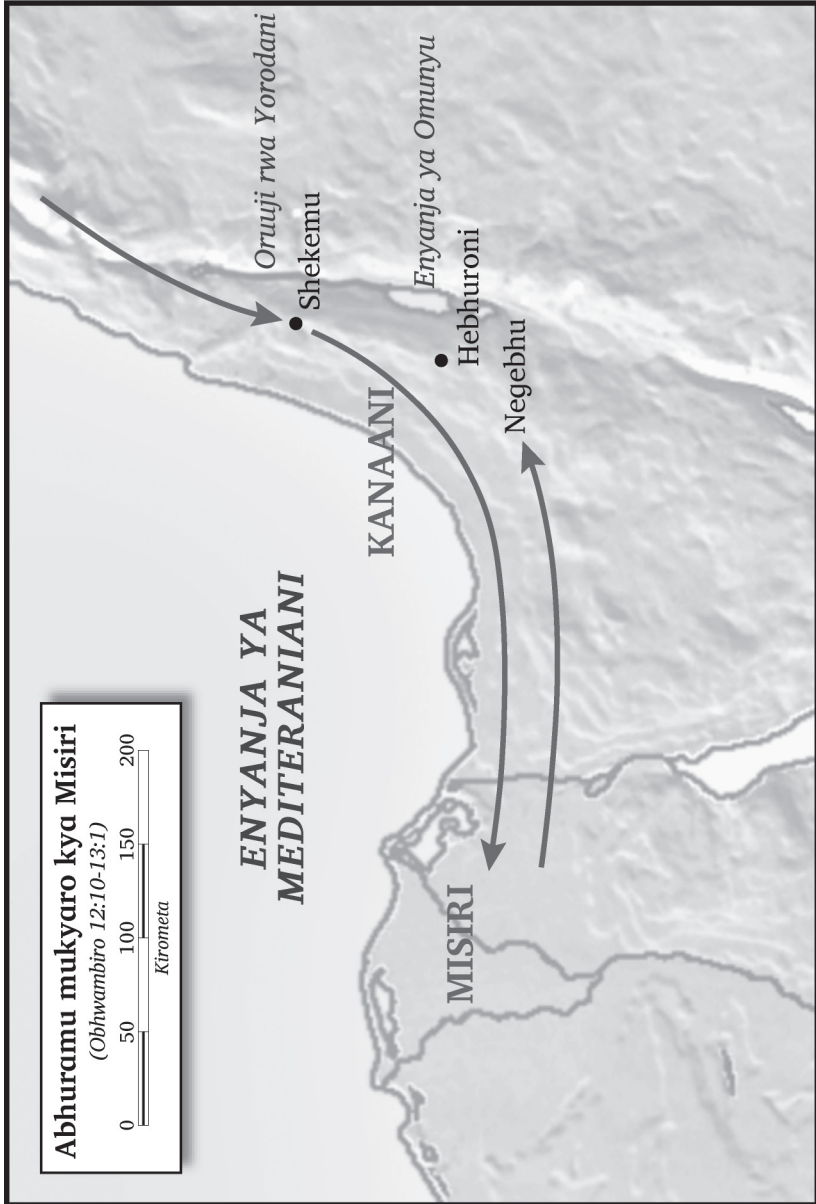 Abhuramu mukyaro kya Misiri
(Obhwambiro 12:10-13:1)
0 50 100 150 200
Kirometa
ENYANJA YA
MEDITERANIANI
Oruuji rwa Yorodani
Shekemu
Enyanja ya Omunyu
Hebhuroni
Negebhu
KANAANI
MISIRI